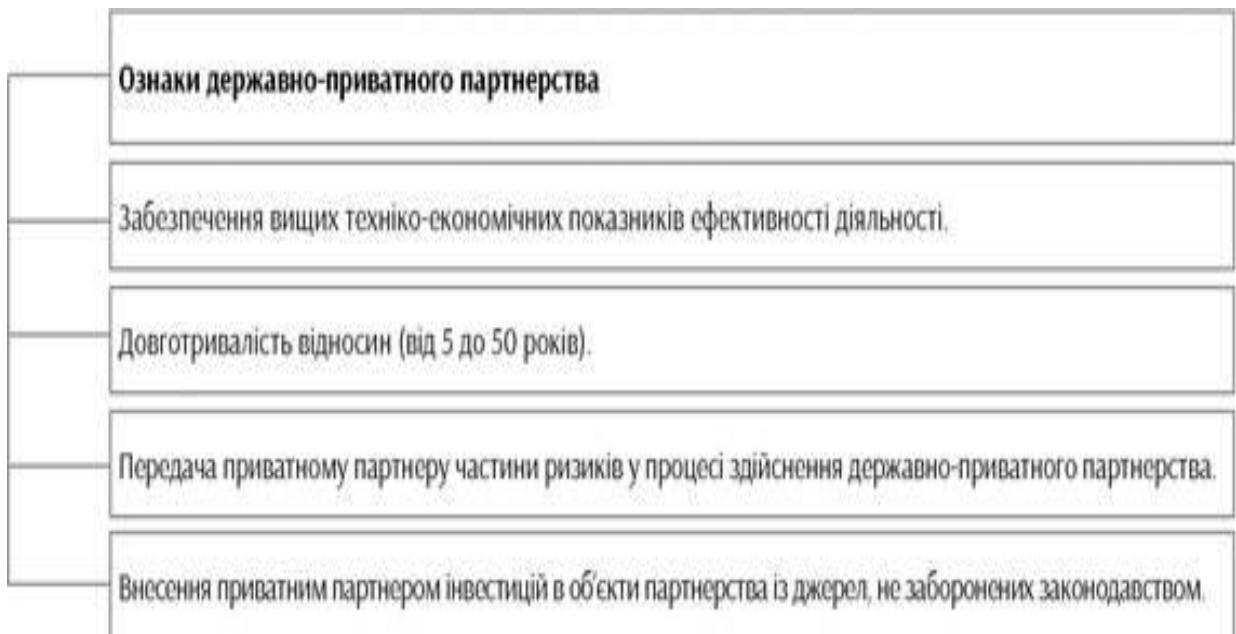 Ознаки державно-приватного партнерства
Забезпечення вищих техніко-економічних показників ефективності діяльності.
Довготривалість відносин (від 5 до 50 років).
Передача приватному партнеру частини ризиків у процесі здійснення державно-приватного партнерства.
Внесення приватним партнером інвестицій в об'єкти партнерства із джерел, не заборонених законодавством.